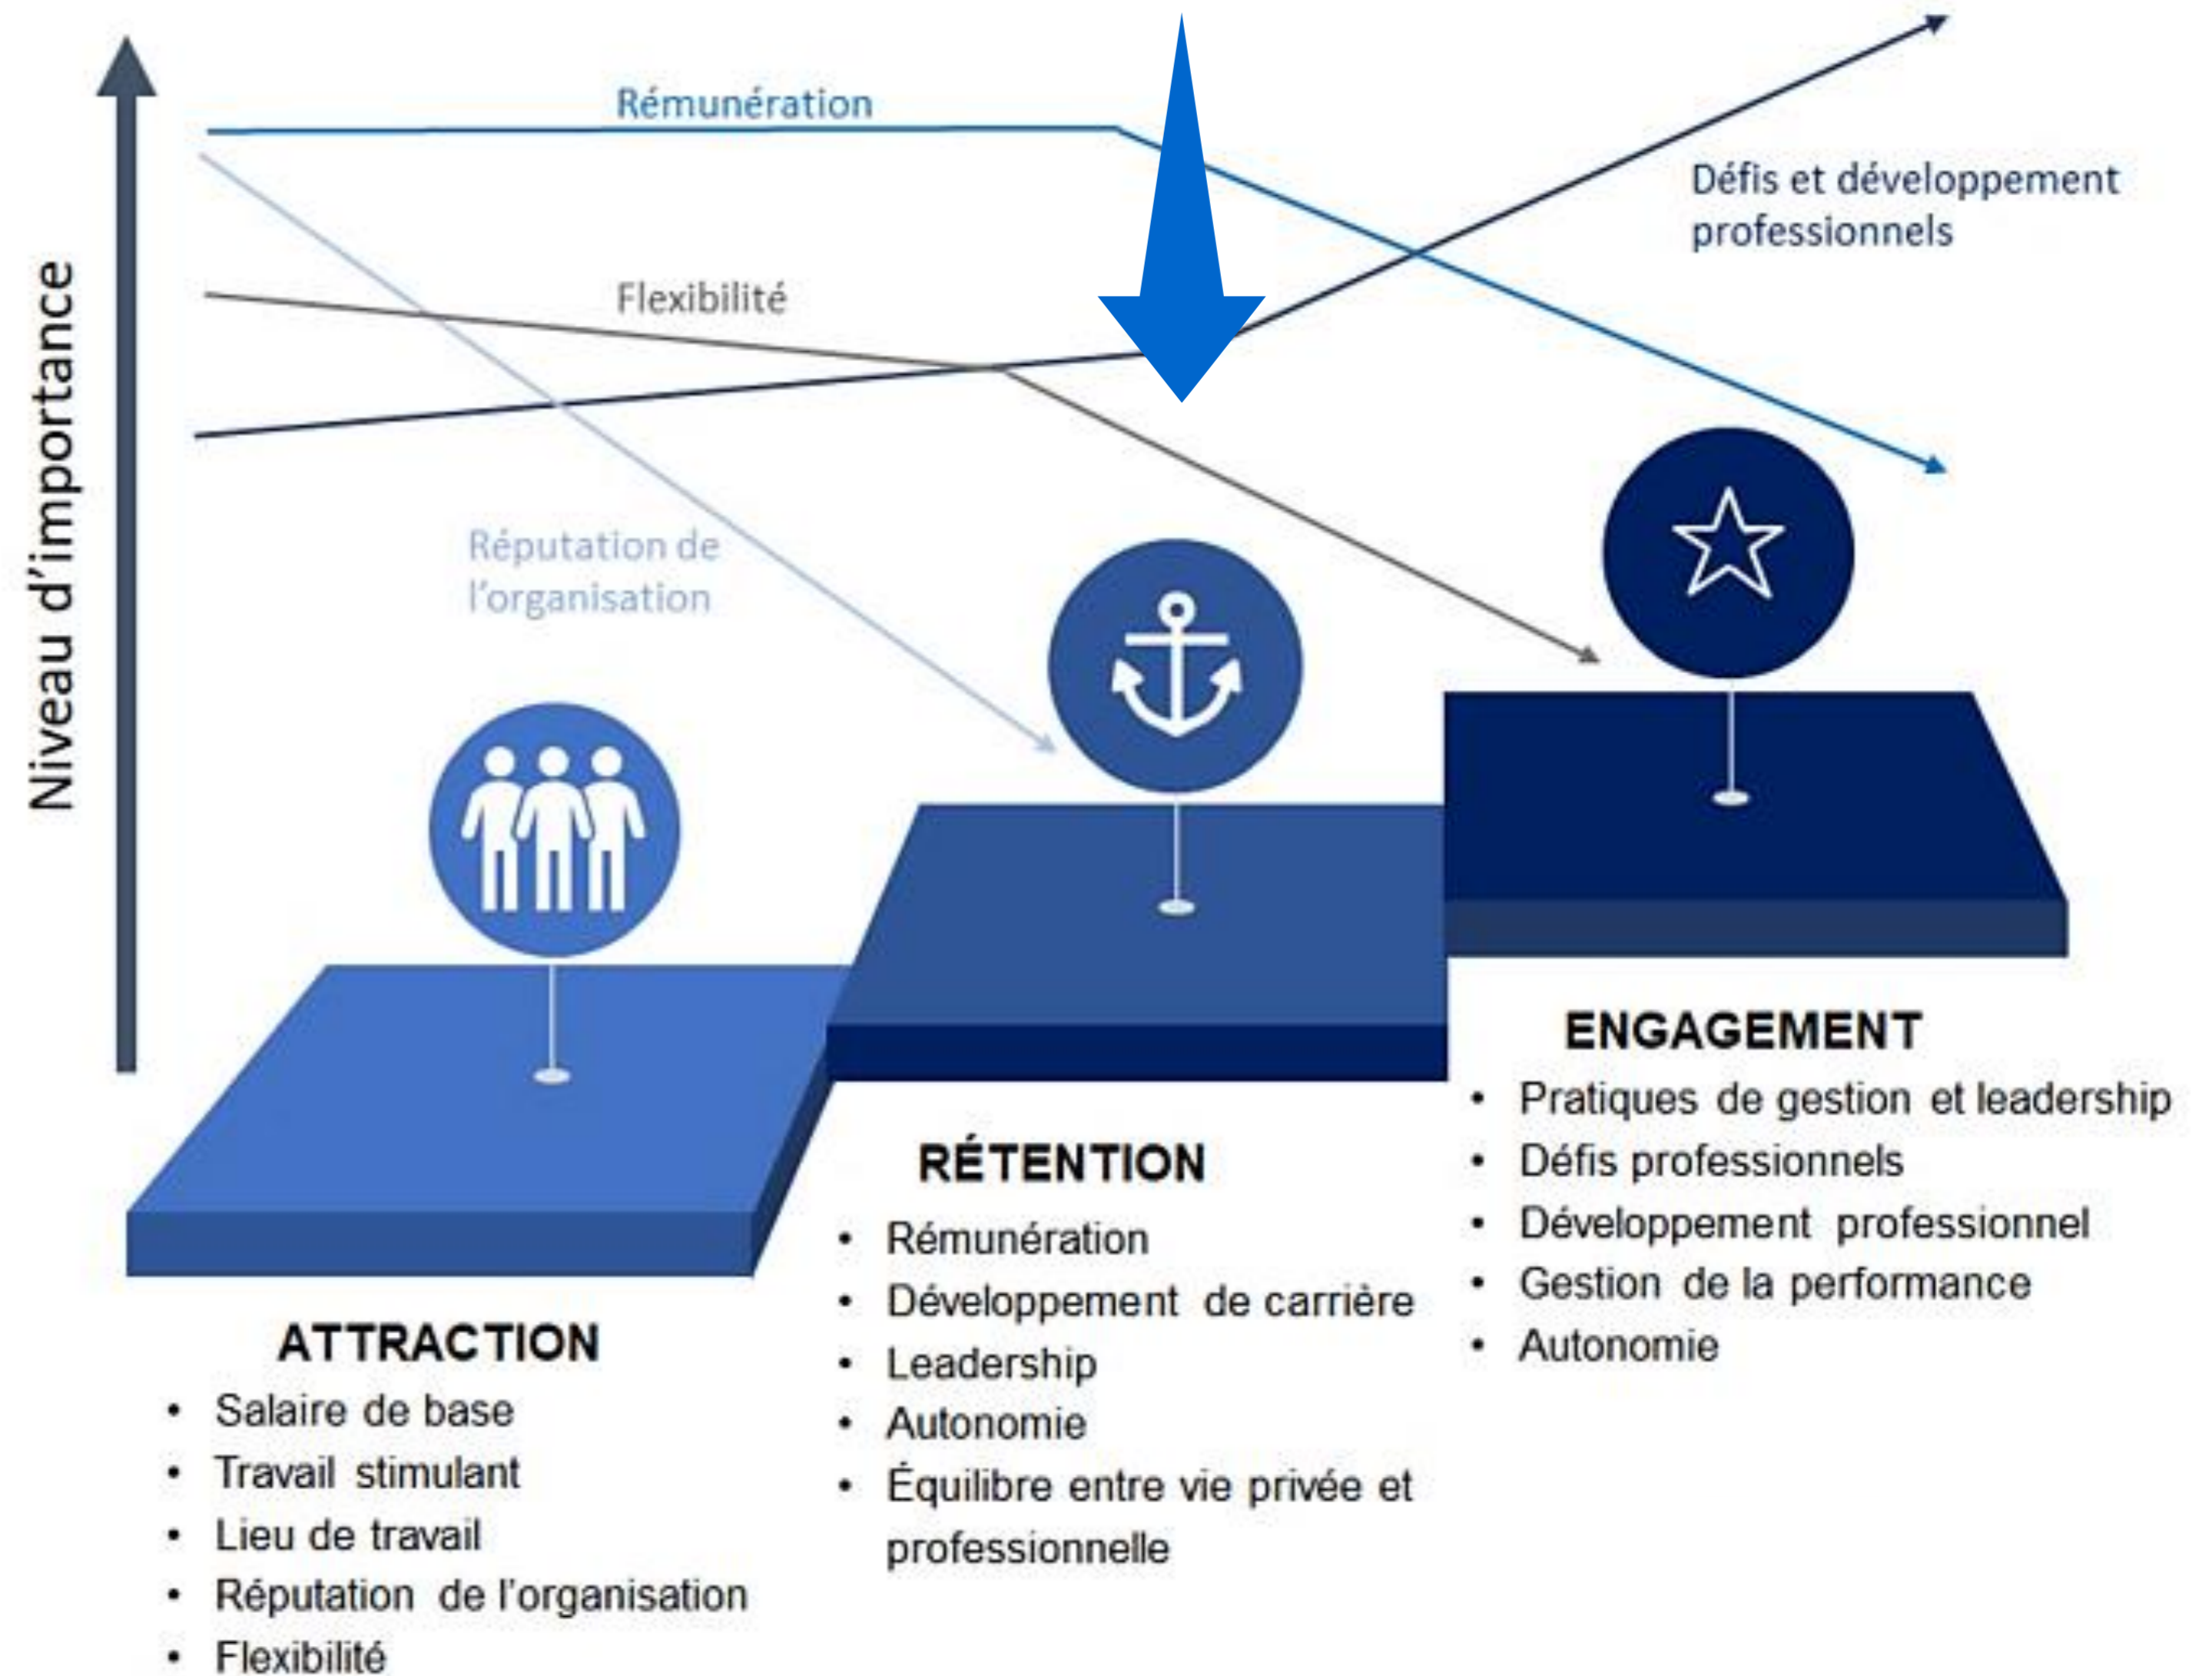 Niveau d'importance
Rémunération
Défis et développement
professionnels
Flexibilité
Réputation de
l'organisation
ATTRACTION
• Salaire de base
• Travail stimulant
• Lieu de travail
• Réputation de l'organisation
• Flexibilité
RÉTENTION
• Rémunération
• Développement de carrière
• Leadership
• Autonomie
• Équilibre entre vie privée et
professionnelle
ENGAGEMENT
• Pratiques de gestion et leadership
• Défis professionnels
• Développement professionnel
• Gestion de la performance
• Autonomie